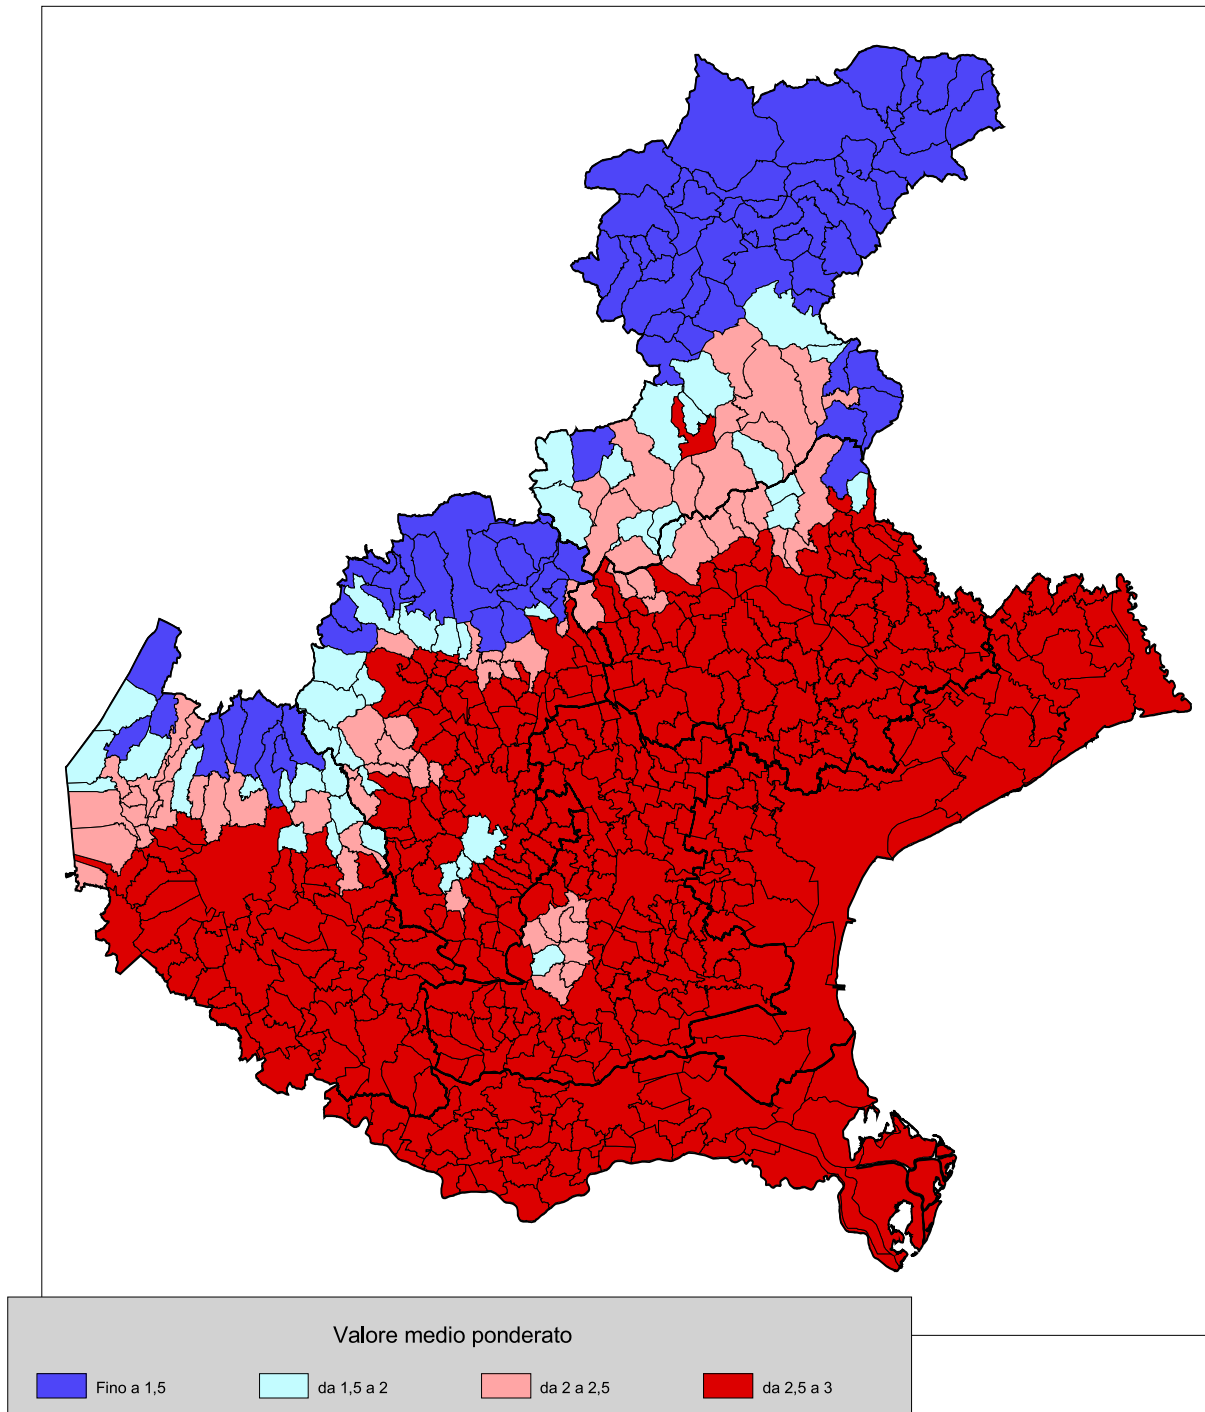 Valore medio ponderato
Fino a 1,5
da 1,5 a 2
da 2 a 2,5
da 2,5 a 3